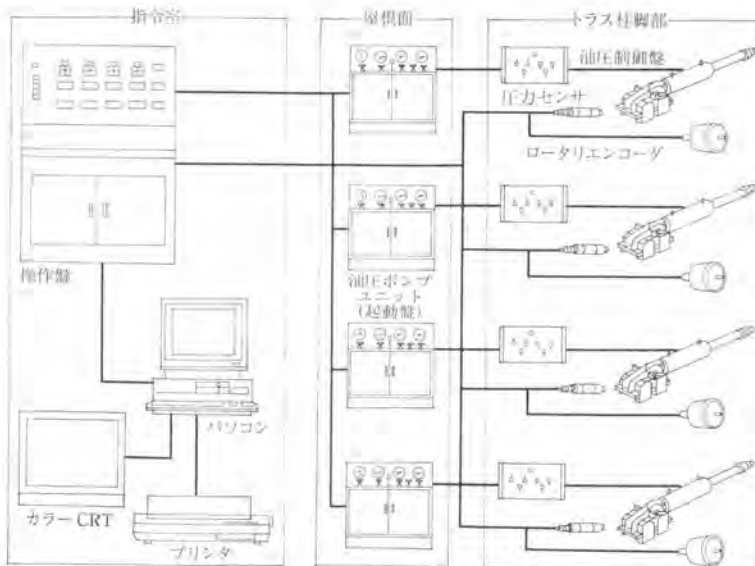 指令室
屋根面
トラス柱脚部
油圧制御盤
圧力センサ
ロータリエンコーダ
操作盤
油圧ポンプ
ユニット
(起動盤)
パソコン
カラーCRT
プリンタ